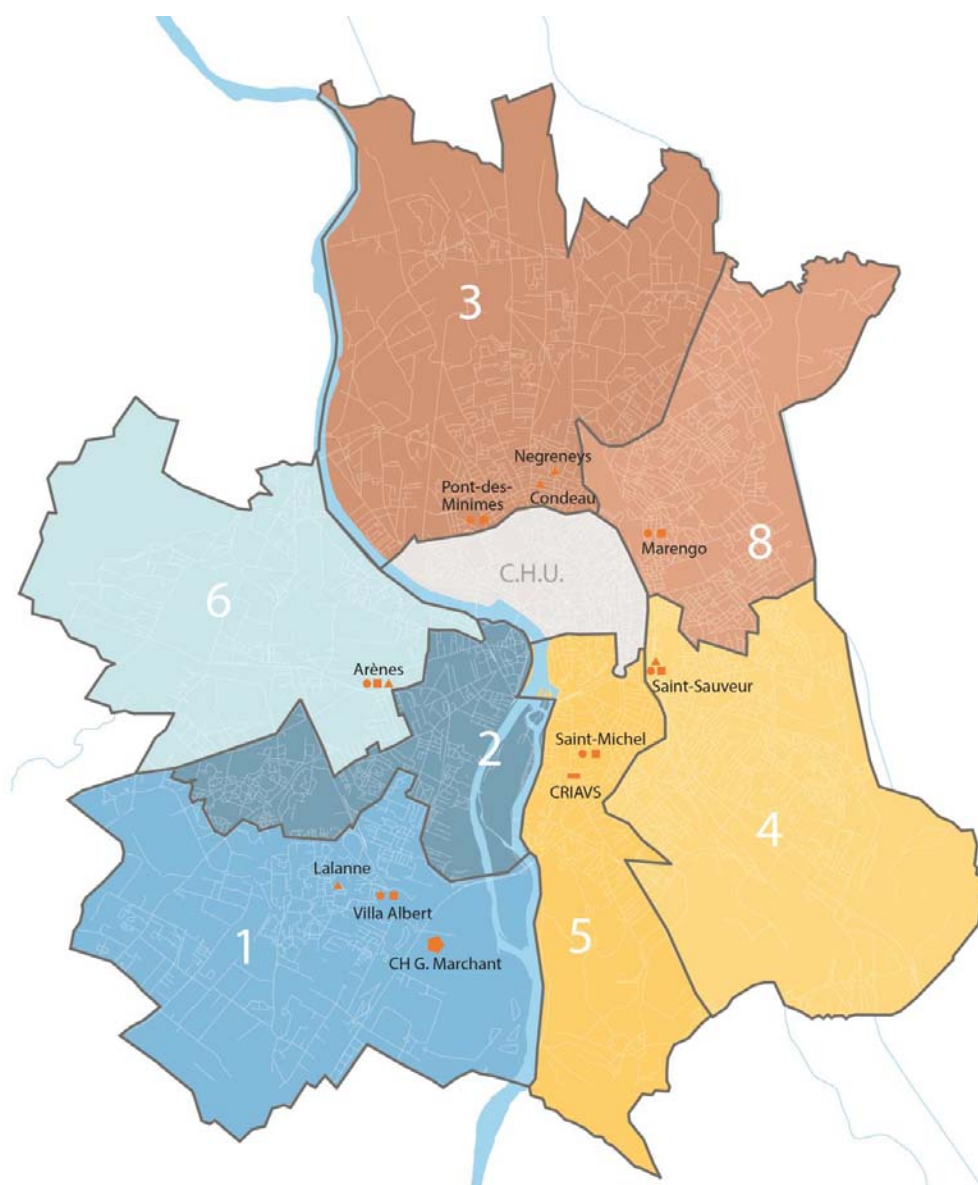 3
Negreneys
Pont-des-
Minimes
Condeau
Marengo
8
C.H.U.
6
Arènes
Saint-Sauveur
2
Saint-Michel
CRIAVS
4
Lalanne
Villa Albert
1
5
CH G. Marchant